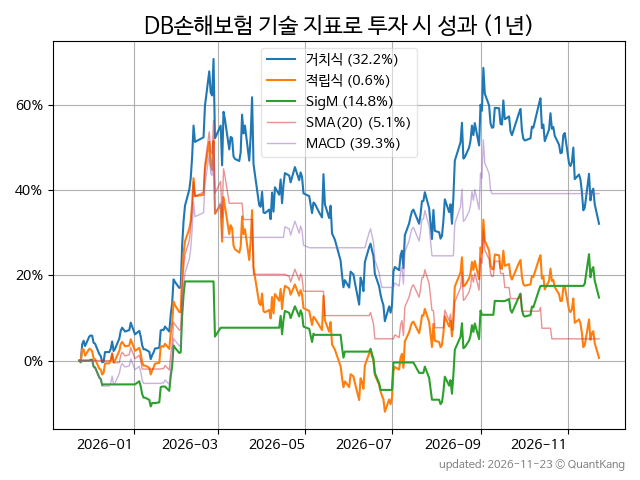 DB손해보험 기술 지표로 투자 시 성과 (1년)
거치식 (32.2%)
적립식 (0.6%)
SigM (14.8%)
SMA(20) (5.1%)
MACD (39.3%)
60%
40%
20%
0%
2026-01 2026-03 2026-05 2026-07 2026-09 2026-11
updated: 2026-11-23 © QuantKang